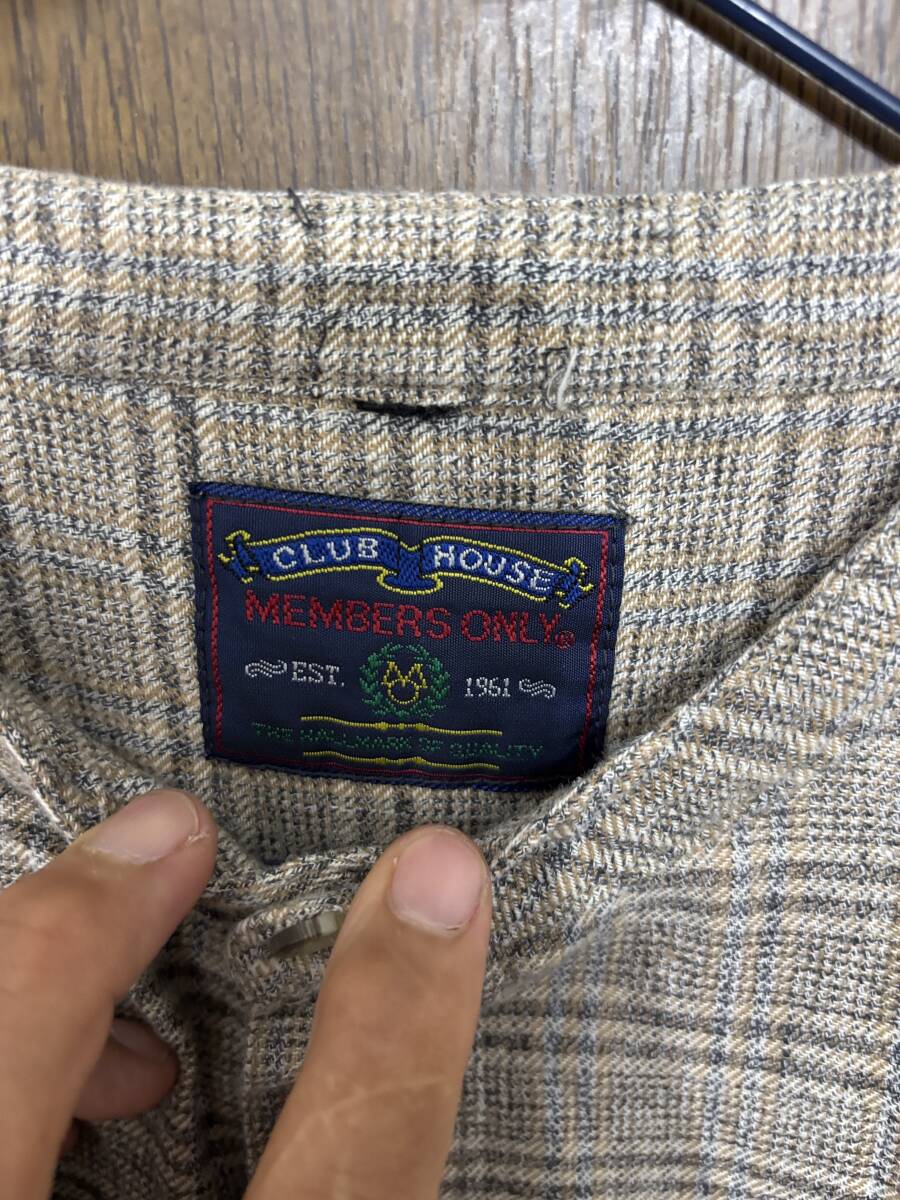 CLUB HOUSE
MEMBERS ONLY®
EST. M 1961
THE HALLMARK OF QUALITY